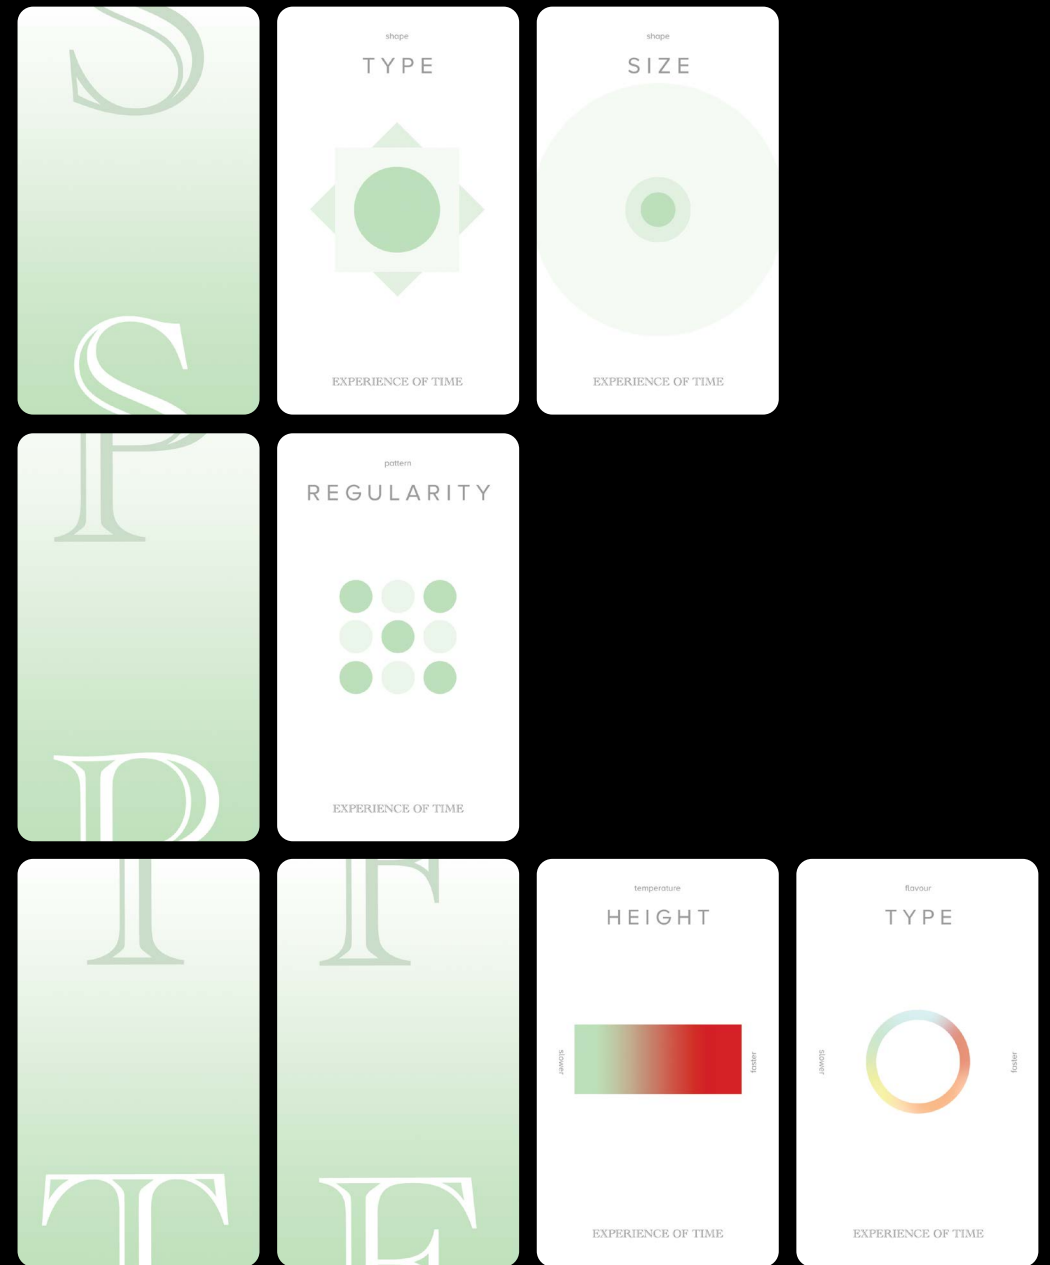 S
S
shape
TYPE
EXPERIENCE OF TIME
shape
SIZE
EXPERIENCE OF TIME
P
P
pattern
REGULARITY
EXPERIENCE OF TIME
T
T
F
F
temperature
HEIGHT
slower
faster
EXPERIENCE OF TIME
flavour
TYPE
slower
faster
EXPERIENCE OF TIME